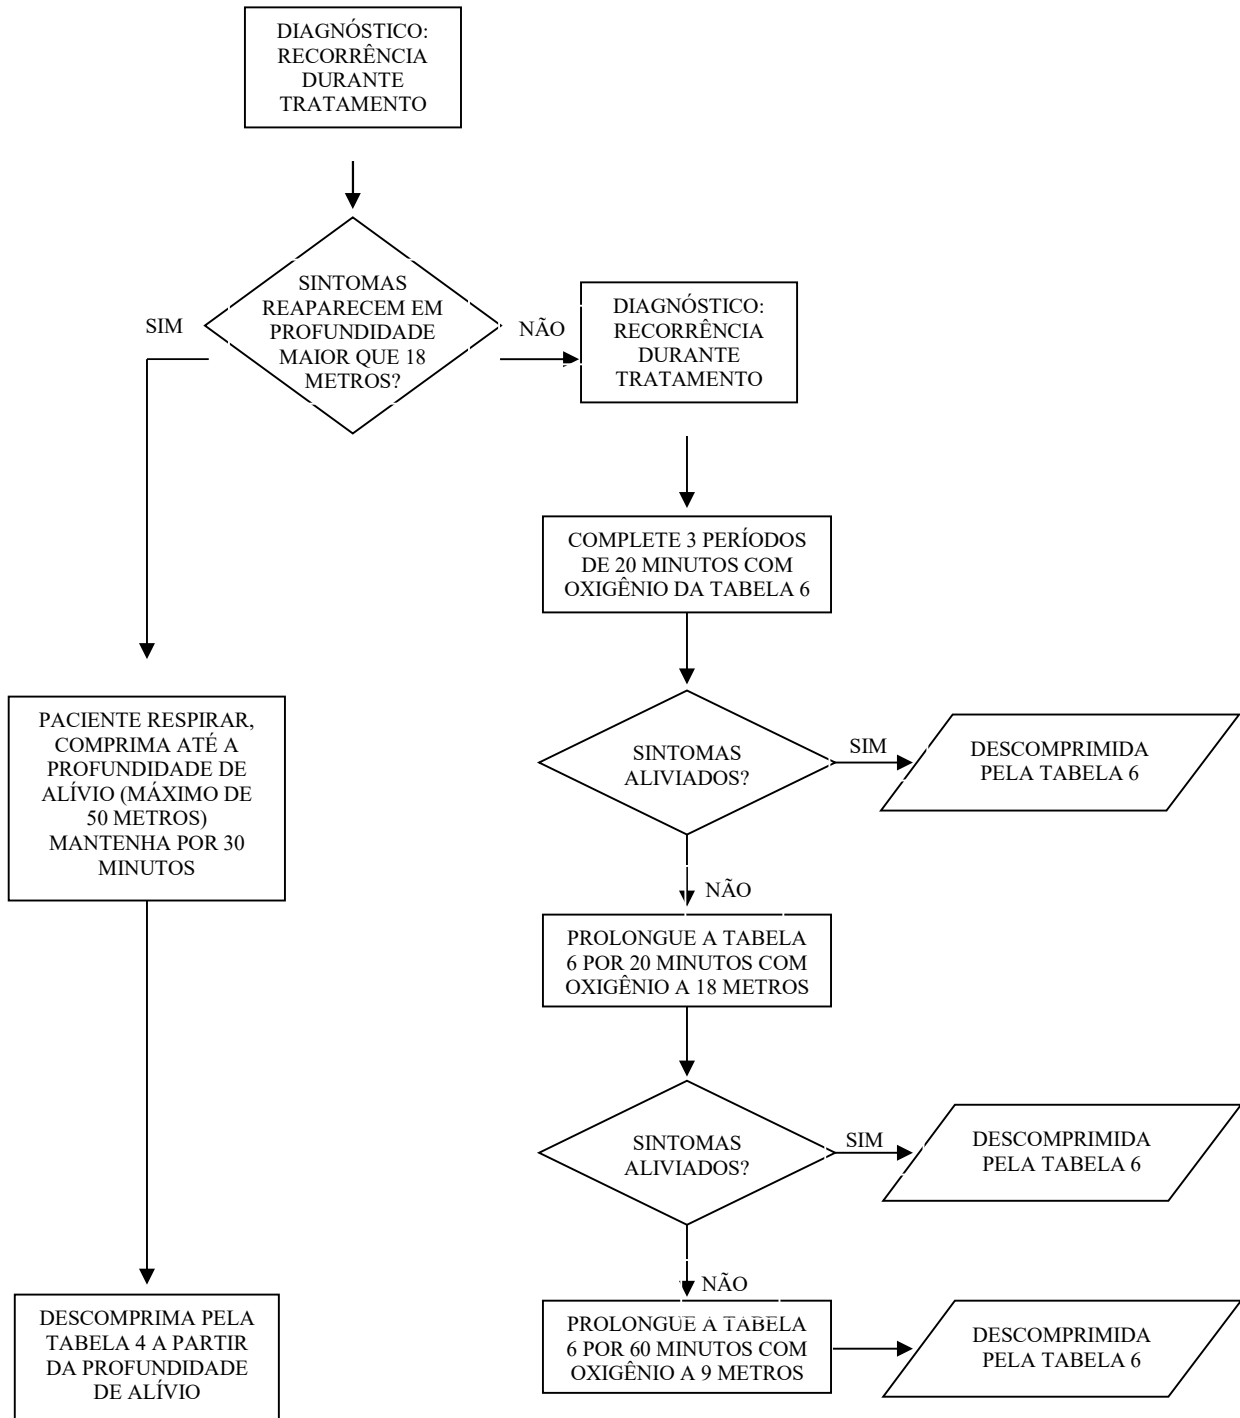 DIAGNÓSTICO:
RECORRÊNCIA
DURANTE
TRATAMENTO
SINTOMAS
REAPARECEM EM
PROFUNDIDADE
MAIOR QUE 18
METROS?
SIM
NÃO
DIAGNÓSTICO:
RECORRÊNCIA
DURANTE
TRATAMENTO
COMPLETE 3 PERÍODOS
DE 20 MINUTOS COM
OXIGÊNIO DA TABELA 6
PACIENTE RESPIRAR,
COMPRIMA ATÉ A
PROFUNDIDADE DE
ALÍVIO (MÁXIMO DE
50 METROS)
MANTENHA POR 30
MINUTOS
SINTOMAS
ALIVIADOS?
SIM
DESCOMPRIMIDA
PELA TABELA 6
NÃO
PROLONGUE A TABELA
6 POR 20 MINUTOS COM
OXIGÊNIO A 18 METROS
SINTOMAS
ALIVIADOS?
SIM
DESCOMPRIMIDA
PELA TABELA 6
NÃO
DESCOMPRIMA PELA
TABELA 4 A PARTIR
DA PROFUNDIDADE
DE ALÍVIO
PROLONGUE A TABELA
6 POR 60 MINUTOS COM
OXIGÊNIO A 9 METROS
DESCOMPRIMIDA
PELA TABELA 6